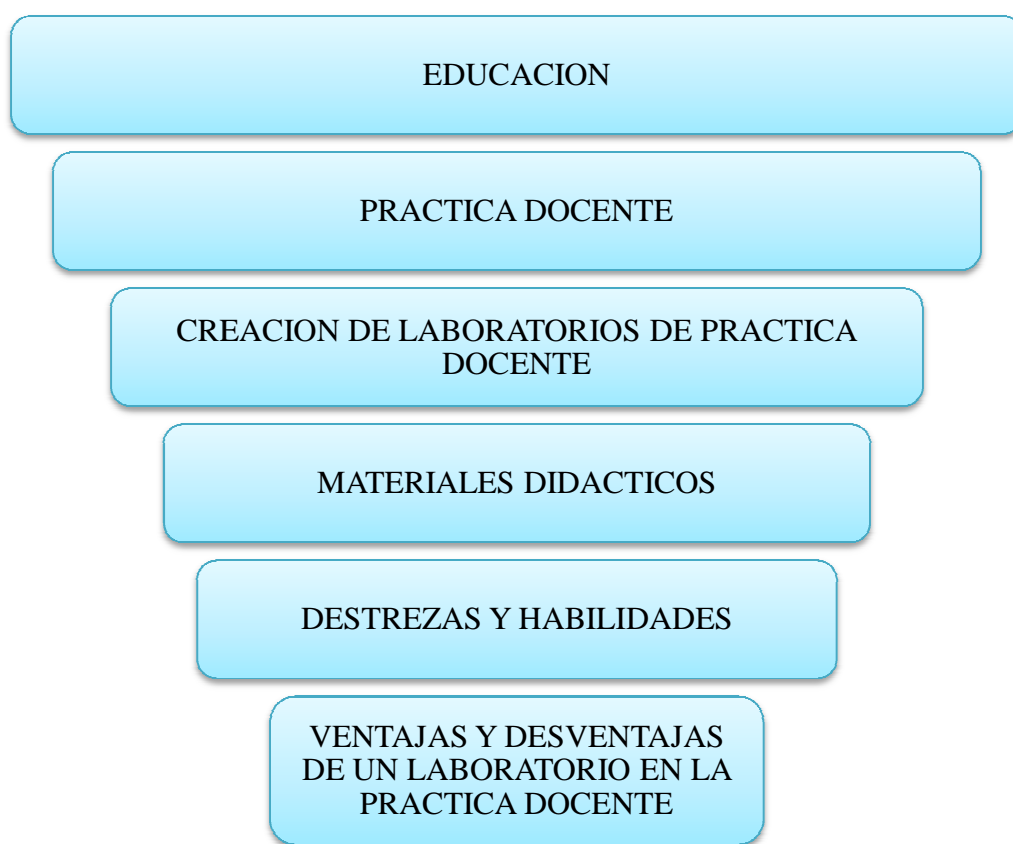 EDUCACION
PRACTICA DOCENTE
CREACION DE LABORATORIOS DE PRACTICA
DOCENTE
MATERIALES DIDACTICOS
DESTREZAS Y HABILIDADES
VENTAJAS Y DESVENTAJAS
DE UN LABORATORIO EN LA
PRACTICA DOCENTE